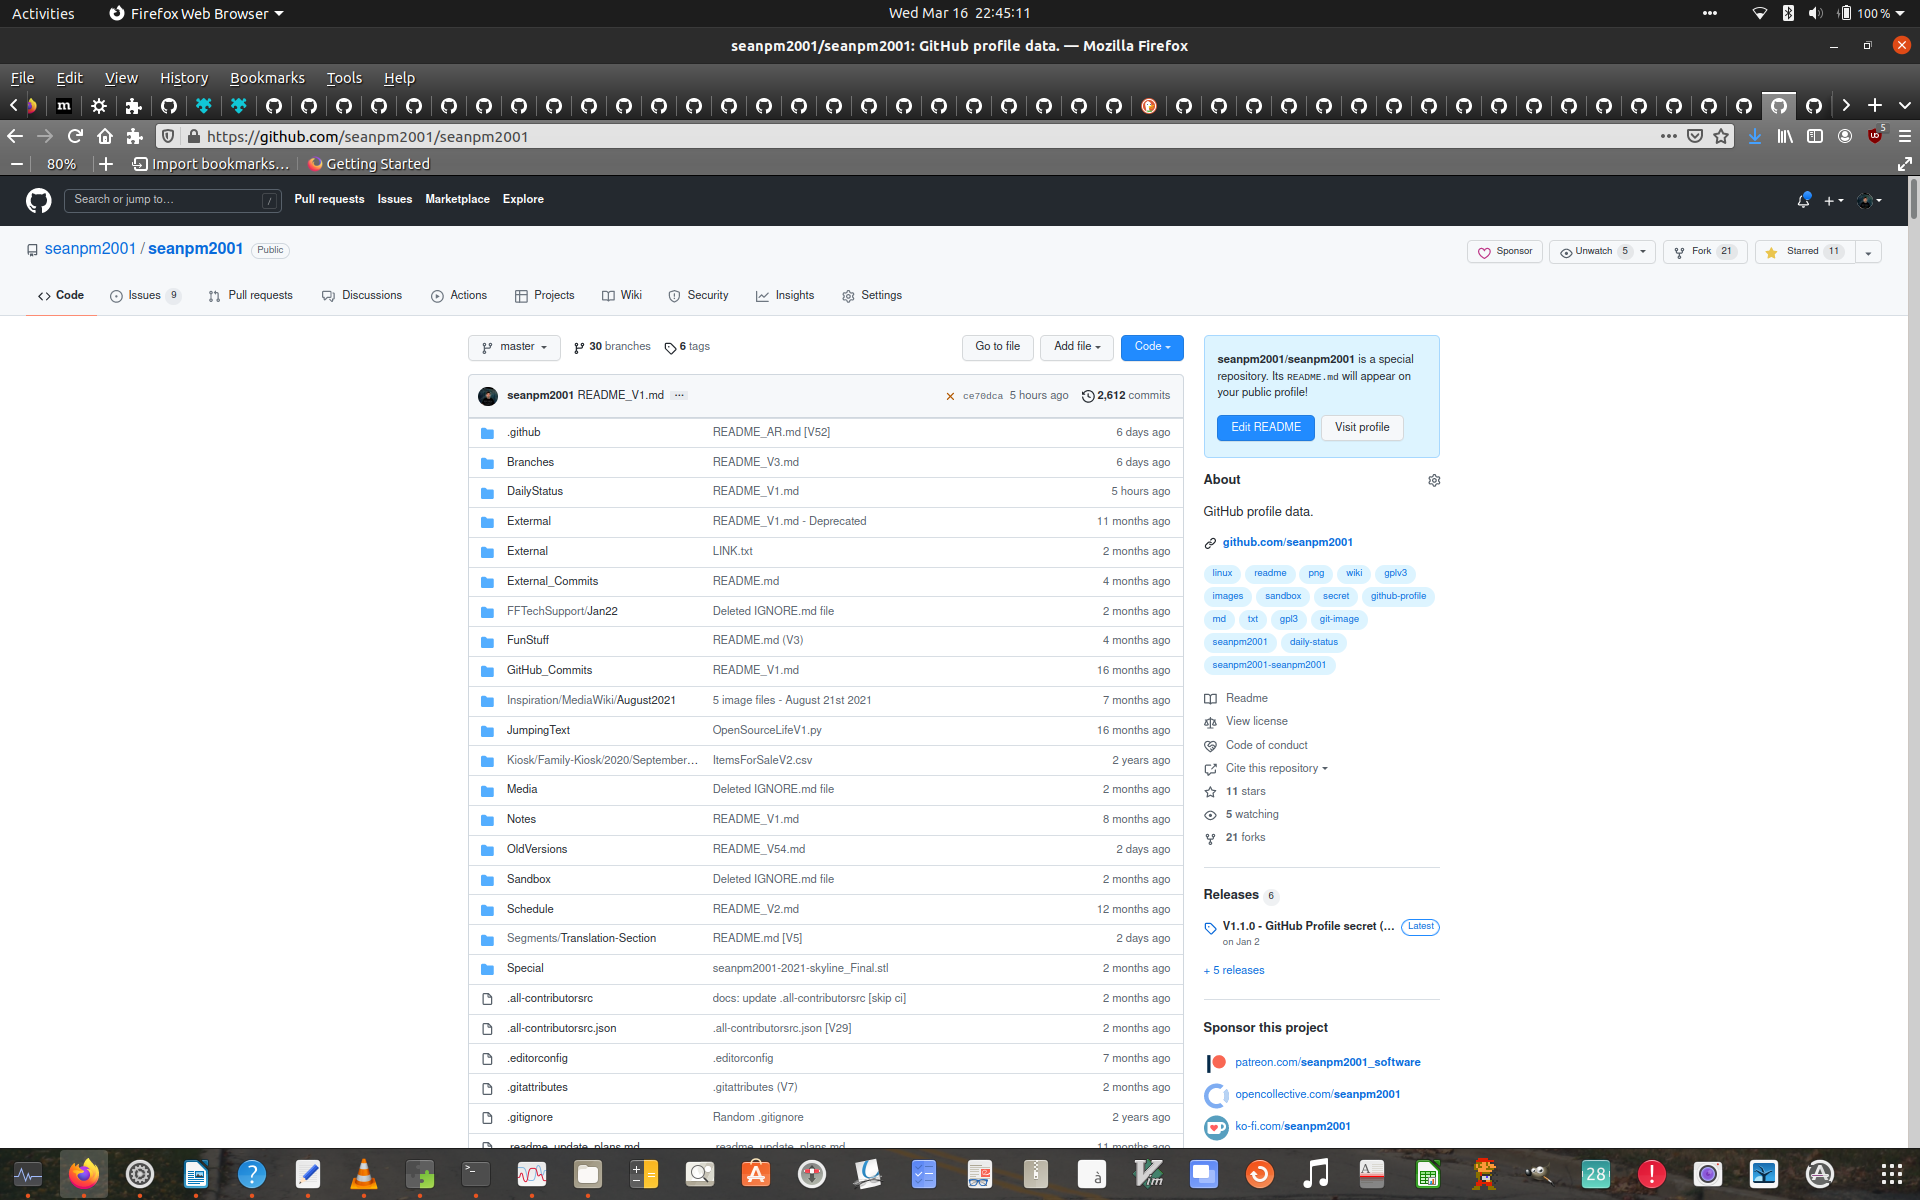 Activities
Firefox Web Browser
Wed Mar 16 22:45:11
100 %
seanpm2001/seanpm2001: GitHub profile data. — Mozilla Firefox
File Edit View History Bookmarks Tools Help
m
https://github.com/seanpm2001/seanpm2001
5
80%
Import bookmarks...
Getting Started
Search or jump to...
/
Pull requests Issues Marketplace Explore
seanpm2001 / seanpm2001 Public
Sponsor
Unwatch 5
Fork 21
Starred 11
Code
Issues 9
Pull requests
Discussions
Actions
Projects
Wiki
Security
Insights
Settings
master
30 branches
6 tags
Go to file
Add file
Code
seanpm2001 README_V1.md ...
ce70dca 5 hours ago
2,612 commits
.github README_AR.md [V52] 6 days ago
Branches README_V3.md 6 days ago
DailyStatus README_V1.md 5 hours ago
Extermal README_V1.md - Deprecated 11 months ago
External LINK.txt 2 months ago
External_Commits README.md 4 months ago
FFTechSupport/Jan22 Deleted IGNORE.md file 2 months ago
FunStuff README.md (V3) 4 months ago
GitHub_Commits README_V1.md 16 months ago
Inspiration/MediaWiki/August2021 5 image files - August 21st 2021 7 months ago
JumpingText OpenSourceLifeV1.py 16 months ago
Kiosk/Family-Kiosk/2020/September... ItemsForSaleV2.csv 2 years ago
Media Deleted IGNORE.md file 2 months ago
Notes README_V1.md 8 months ago
OldVersions README_V54.md 2 days ago
Sandbox Deleted IGNORE.md file 2 months ago
Schedule README_V2.md 12 months ago
Segments/Translation-Section README.md [V5] 2 days ago
Special seanpm2001-2021-skyline_Final.stl 2 months ago
.all-contributorsrc docs: update .all-contributorsrc [skip ci] 2 months ago
.all-contributorsrc.json .all-contributorsrc.json [V29] 2 months ago
.editorconfig .editorconfig 7 months ago
.gitattributes .gitattributes (V7) 2 months ago
.gitignore Random .gitignore 2 years ago
.readme_update_plans.md .readme_update_plans.md 11 months ago
seanpm2001/seanpm2001 is a special
repository. Its README.md will appear on
your public profile!
Edit README
Visit profile
About
GitHub profile data.
github.com/seanpm2001
linux readme png wiki gplv3
images sandbox secret github-profile
md txt gpl3 git-image
seanpm2001 daily-status
seanpm2001-seanpm2001
Readme
View license
Code of conduct
Cite this repository
11 stars
5 watching
21 forks
Releases 6
V1.1.0 - GitHub Profile secret (... Latest
on Jan 2
+ 5 releases
Sponsor this project
patreon.com/seanpm2001_software
opencollective.com/seanpm2001
ko-fi.com/seanpm2001
28